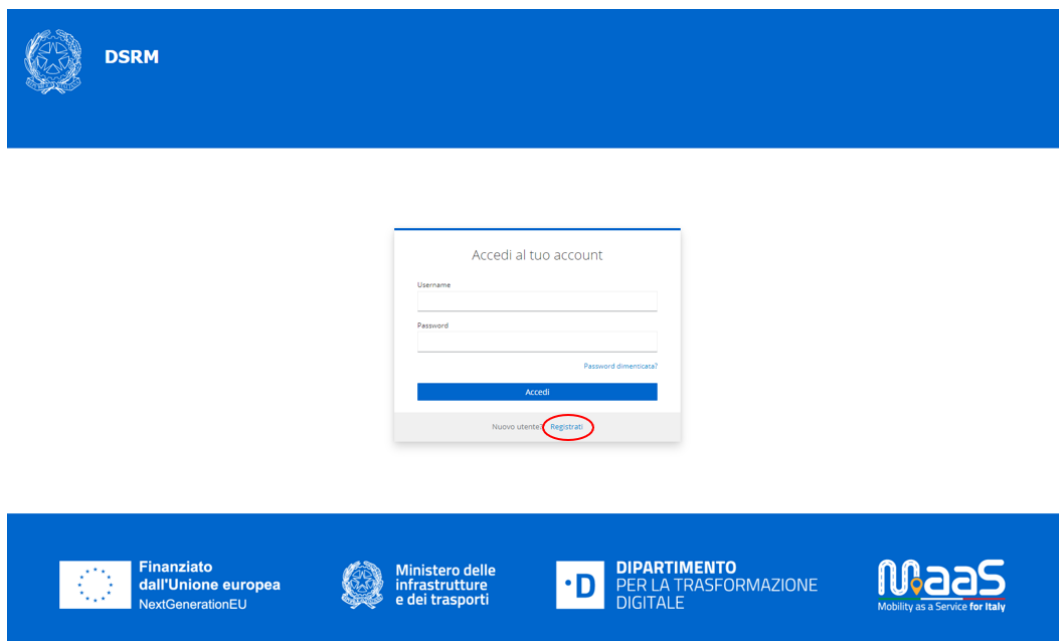 DSRM
Accedi al tuo account
Username
Password
Password dimenticata?
Accedi
Nuovo utente? Registrati
Finanziato
dall'Unione europea
NextGenerationEU
Ministero delle
infrastrutture
e dei trasporti
·D
DIPARTIMENTO
PER LA TRASFORMAZIONE
DIGITALE
MaaS
Mobility as a Service for Italy